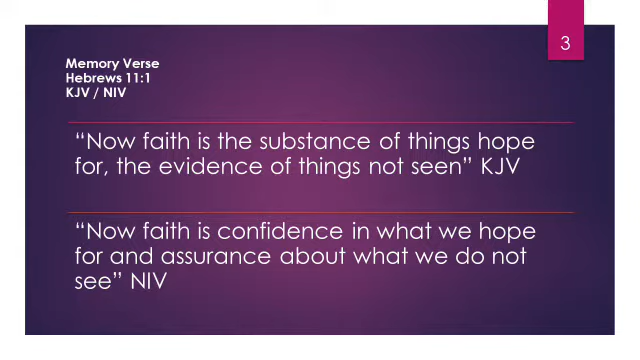 3
Memory Verse
Hebrews 11:1
KJV / NIV
“Now faith is the substance of things hope
for, the evidence of things not seen” KJV
“Now faith is confidence in what we hope
for and assurance about what we do not
see” NIV